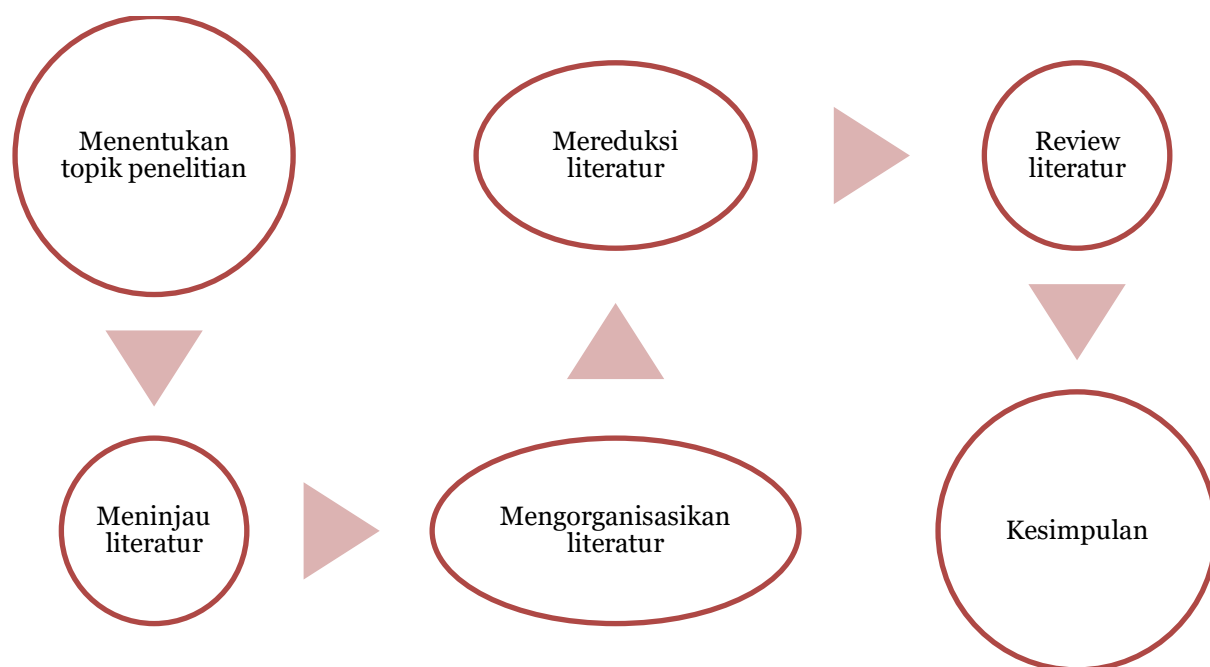 Menentukan
topik penelitian
Meninjau
literatur
Mengorganisasikan
literatur
Mereduksi
literatur
Review
literatur
Kesimpulan